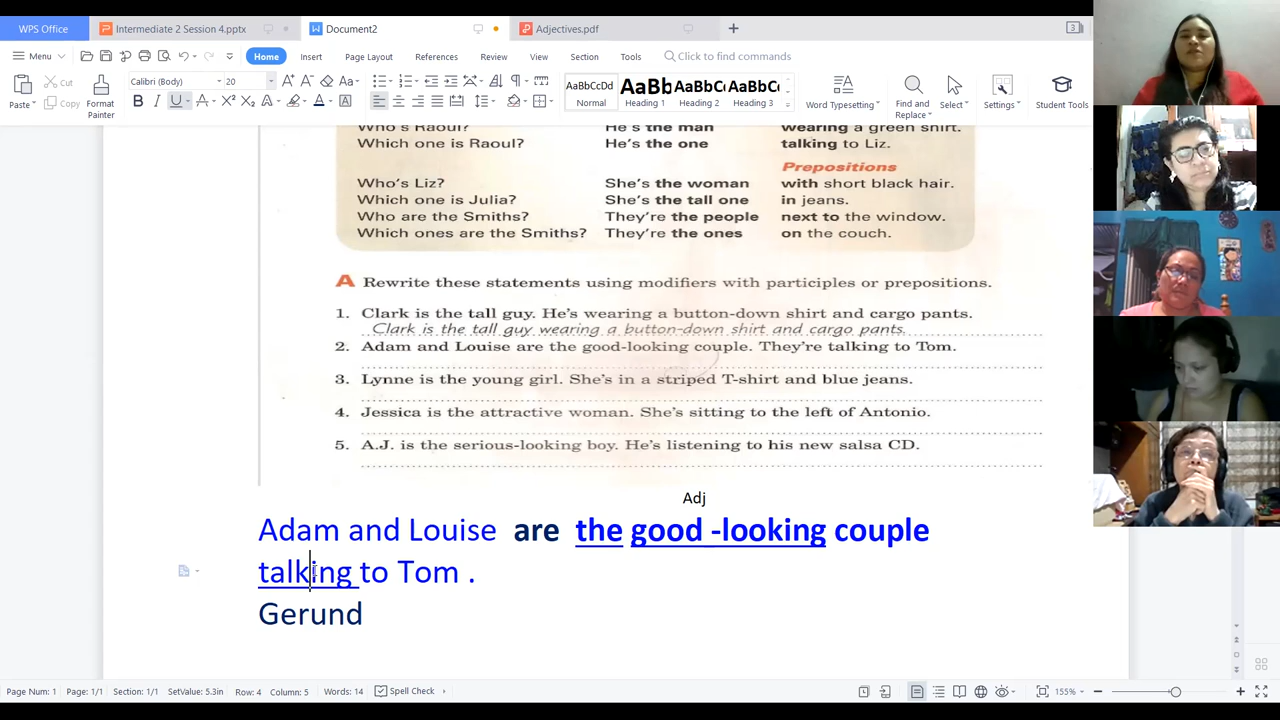 WPS Office
Intermediate 2 Session 4.pptx
Document2
Adjectives.pdf
3
Menu
Home
Insert
Page Layout
References
Review
View
Section
Tools
Click to find commands
Paste
Cut
Copy
Format Painter
Calibri (Body)
20
AaBbCcDd
Normal
AaBb
Heading 1
AaBbC
Heading 2
AaBbC
Heading 3
Word Typesetting
Find and Replace
Select
Settings
Student Tools
Who's Raoul? He's the man wearing a green shirt.
Which one is Raoul? He's the one talking to Liz.
Prepositions
Who's Liz? She's the woman with short black hair.
Which one is Julia? She's the tall one in jeans.
Who are the Smiths? They're the people next to the window.
Which ones are the Smiths? They're the ones on the couch.
A Rewrite these statements using modifiers with participles or prepositions.
1. Clark is the tall guy. He's wearing a button-down shirt and cargo pants.
Clark is the tall guy wearing a button-down shirt and cargo pants.
2. Adam and Louise are the good-looking couple. They're talking to Tom.
3. Lynne is the young girl. She's in a striped T-shirt and blue jeans.
4. Jessica is the attractive woman. She's sitting to the left of Antonio.
5. A.J. is the serious-looking boy. He's listening to his new salsa CD.
Adj
Adam and Louise are the good -looking couple
talking to Tom .
Gerund
Page Num: 1 Page: 1/1 Section: 1/1 SetValue: 5.3in Row: 4 Column: 5 Words: 14 Spell Check 155%